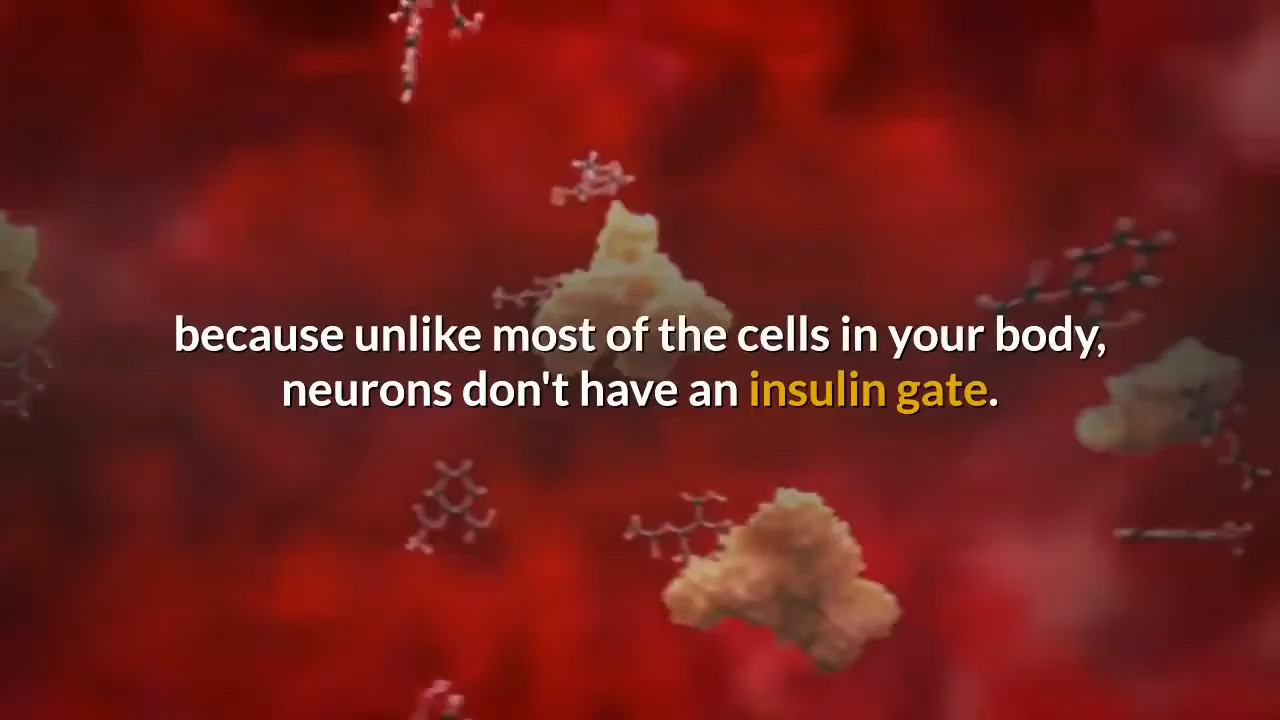 because unlike most of the cells in your body,
neurons don't have an insulin gate.